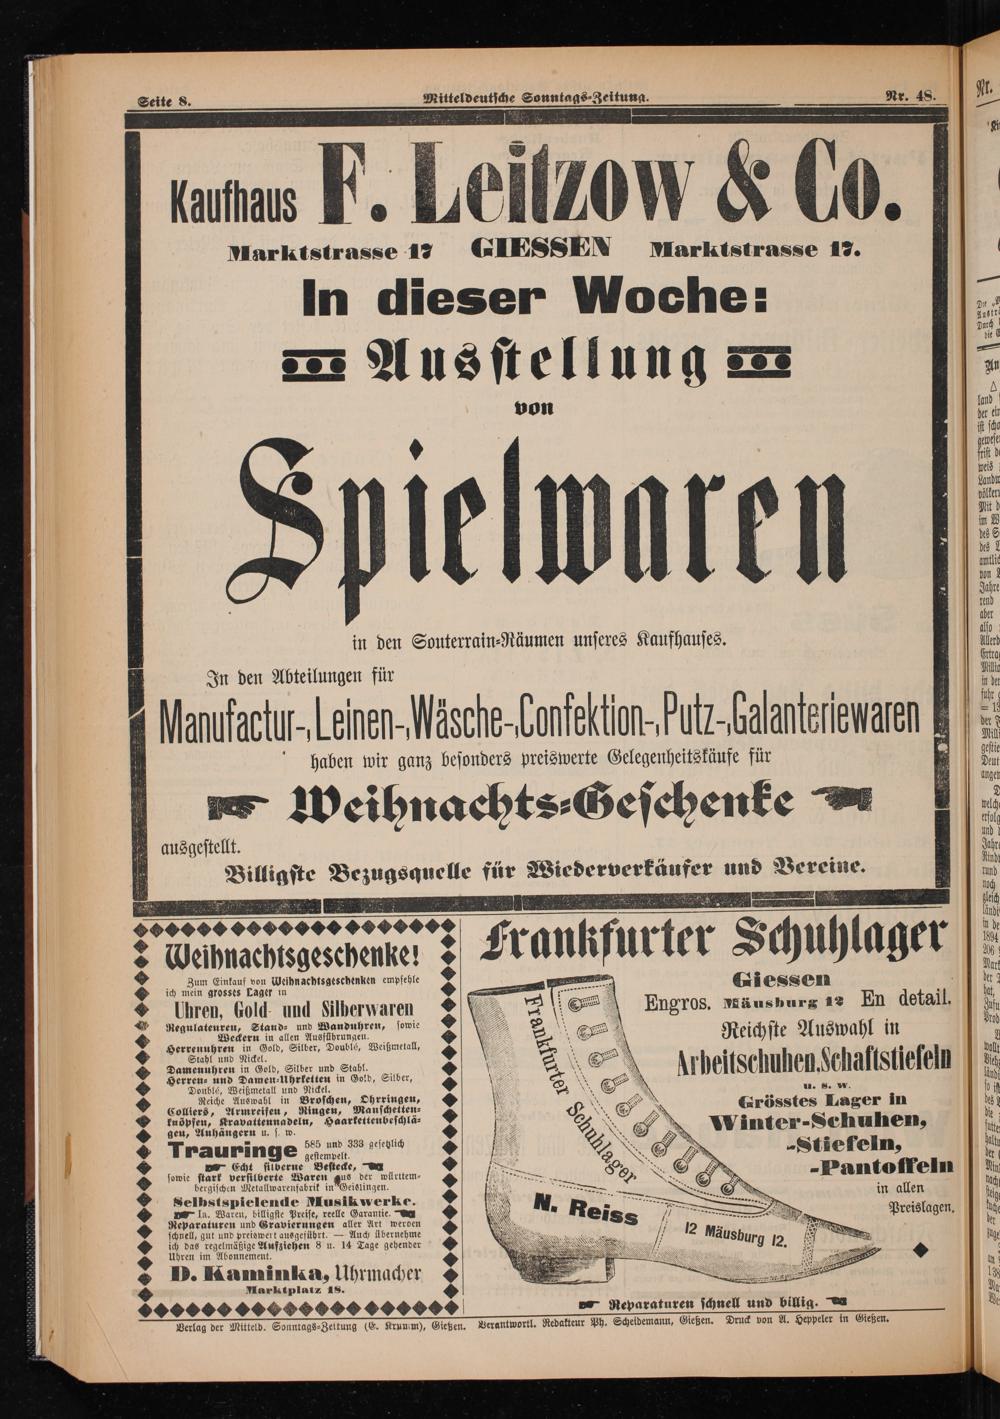 Seite 8.
Mitteldeutsche Sonntags-Zeitung.
Nr. 48.
Kaufhaus F. Leitzow & Co.
Marktstrasse 17 GIESSEN Marktstrasse 17.
In dieser Woche:
Ausstellung
von
Spielwaren
in den Souterrain-Räumen unseres Kaufhauses.
In den Abteilungen für
Manufactur-, Leinen-, Wäsche-, Confektion-, Putz-, Galanteriewaren
haben wir ganz besonders preiswerte Gelegenheitskäufe für
Weihnachts-Geschenke
ausgestellt.
Billigste Bezugsquelle für Wiederverkäufer und Vereine.
Weihnachtsgeschenke!
Zum Einkauf von Weihnachtsgeschenken empfehle
ich mein grosses Lager in
Uhren, Gold- und Silberwaren
Regulateuren, Stand- und Wanduhren, sowie
Weckern in allen Ausführungen.
Herrenuhren in Gold, Silber, Doublé, Weißmetall,
Stahl und Nickel.
Damenuhren in Gold, Silber und Stahl.
Herren- und Damen-Uhrketten in Gold, Silber,
Doublé, Weißmetall und Nickel.
Reiche Auswahl in Broschen, Ohrringen,
Colliers, Armreifen, Ringen, Manschetten-
knöpfen, Kravattennadeln, Haarkettenbeschlä-
gen, Anhängern u. s. w.
Trauringe 585 und 333 gesetzlich
gestempelt.
Echt silberne Bestecke,
sowie stark versilberte Waren aus der württem-
bergischen Metallwarenfabrik in Geislingen.
Selbstspielende Musikwerke.
Ia. Waren, billigste Preise, reelle Garantie.
Reparaturen und Gravierungen aller Art werden
schnell, gut und preiswert ausgeführt. — Auch übernehme
ich das regelmäßige Aufziehen 8 u. 14 Tage gehender
Uhren im Abonnement.
D. Kaminka, Uhrmacher
Marktplatz 18.
Frankfurter Schuhlager
Giessen
Engros. Mäusburg 12 En detail.
Reichste Auswahl in
Arbeitschuhen, Schaftstiefeln
u. s. w.
Grösstes Lager in
Winter-Schuhen,
-Stiefeln,
-Pantoffeln
in allen
Preislagen.
Frankfurter Schuhlager
N. Reiss
12 Mäusburg 12.
Reparaturen schnell und billig.
Verlag der Mitteld. Sonntags-Zeitung (E. Krumm), Gießen. Verantwortl. Redakteur Ph. Scheidemann, Gießen. Druck von A. Heppeler in Gießen.